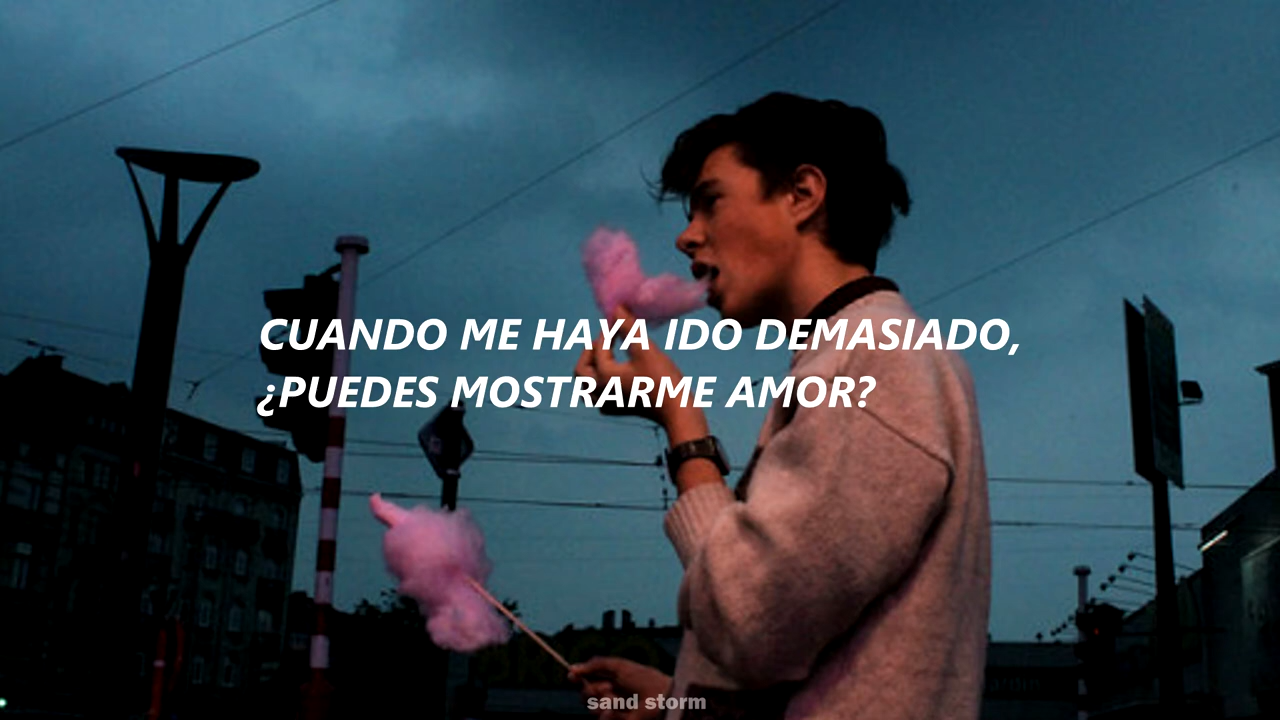 CUANDO ME HAYA IDO DEMASIADO,
¿PUEDES MOSTRARME AMOR?
sand storm